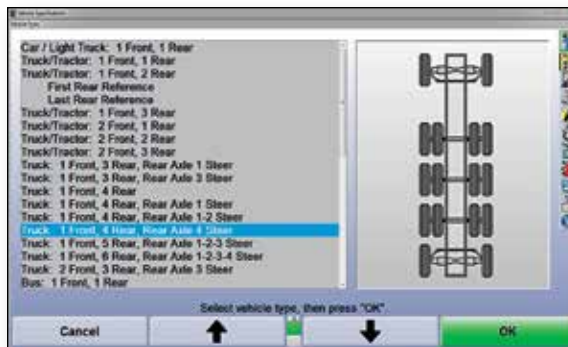 Vehicle Specifications
Vehicle Type
Car / Light Truck: 1 Front, 1 Rear
Truck/Tractor: 1 Front, 1 Rear
Truck/Tractor: 1 Front, 2 Rear
First Rear Reference
Last Rear Reference
Truck/Tractor: 1 Front, 3 Rear
Truck/Tractor: 2 Front, 1 Rear
Truck/Tractor: 2 Front, 2 Rear
Truck/Tractor: 2 Front, 3 Rear
Truck: 1 Front, 3 Rear, Rear Axle 1 Steer
Truck: 1 Front, 3 Rear, Rear Axle 3 Steer
Truck: 1 Front, 4 Rear
Truck: 1 Front, 4 Rear, Rear Axle 1 Steer
Truck: 1 Front, 4 Rear, Rear Axle 1-2 Steer
Truck: 1 Front, 4 Rear, Rear Axle 4 Steer
Truck: 1 Front, 5 Rear, Rear Axle 1-2-3 Steer
Truck: 1 Front, 6 Rear, Rear Axle 1-2-3-4 Steer
Truck: 2 Front, 3 Rear, Rear Axle 3 Steer
Bus: 1 Front, 1 Rear
Select vehicle type, then press "OK"
Cancel
OK